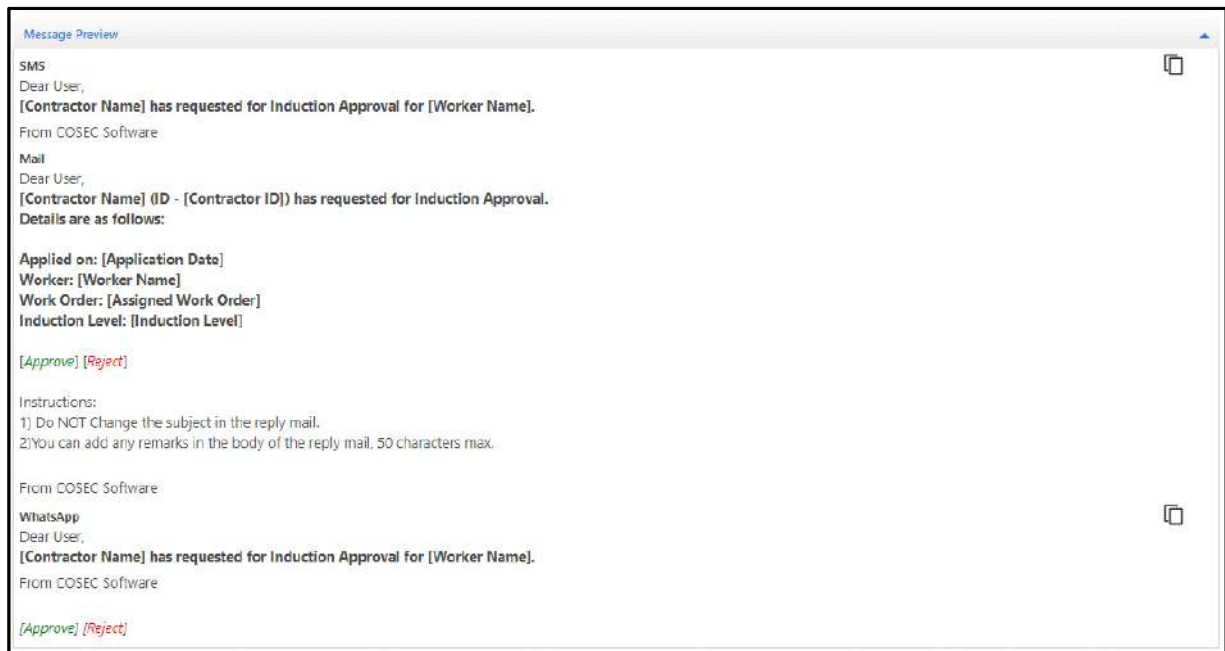 Message Preview
SMS
Dear User,
[Contractor Name] has requested for Induction Approval for [Worker Name].
From COSEC Software
Mail
Dear User,
[Contractor Name] (ID - [Contractor ID]) has requested for Induction Approval.
Details are as follows:
Applied on: [Application Date]
Worker: [Worker Name]
Work Order: [Assigned Work Order]
Induction Level: [Induction Level]
[Approve] [Reject]
Instructions:
1) Do NOT Change the subject in the reply mail.
2)You can add any remarks in the body of the reply mail, 50 characters max.
From COSEC Software
WhatsApp
Dear User,
[Contractor Name] has requested for Induction Approval for [Worker Name].
From COSEC Software
[Approve] [Reject]